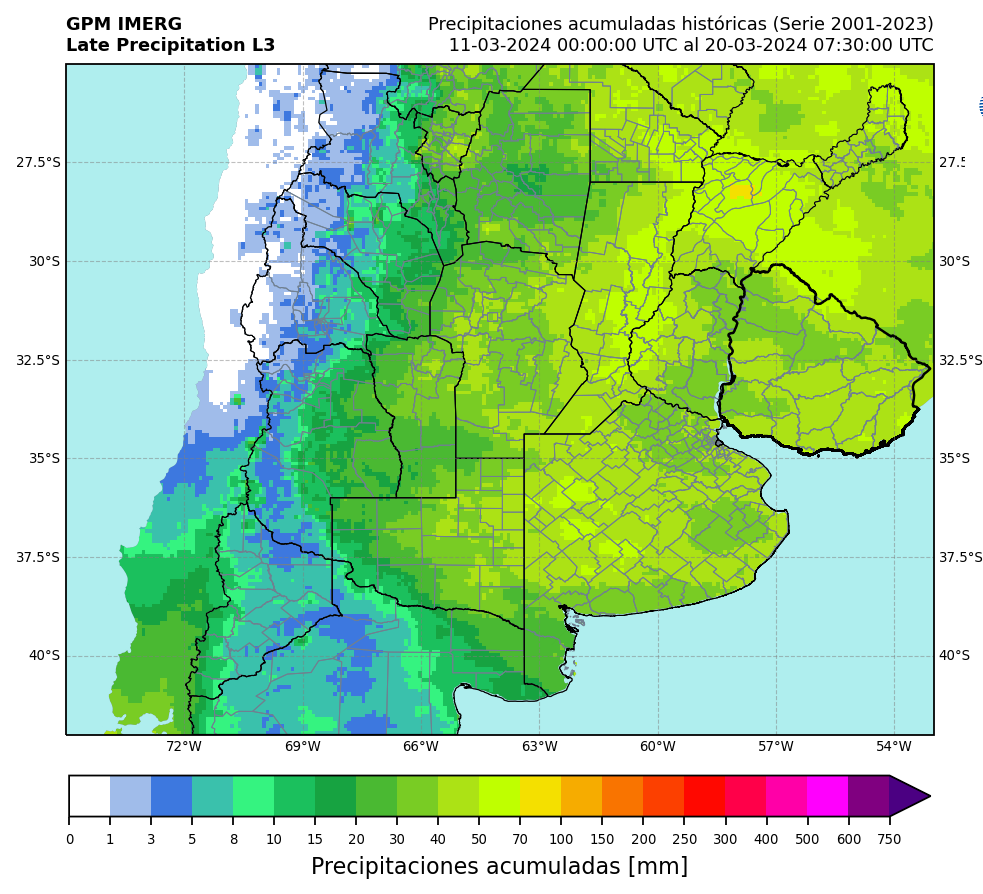 GPM IMERG
Late Precipitation L3
Precipitaciones acumuladas históricas (Serie 2001-2023)
11-03-2024 00:00:00 UTC al 20-03-2024 07:30:00 UTC
27.5°S 27.5
30°S 30°S
32.5°S 32.5°S
35°S 35°S
37.5°S 37.5°S
40°S 40°S
72°W 69°W 66°W 63°W 60°W 57°W 54°W
0 1 3 5 8 10 15 20 30 40 50 70 100 150 200 250 300 400 500 600 750
Precipitaciones acumuladas [mm]